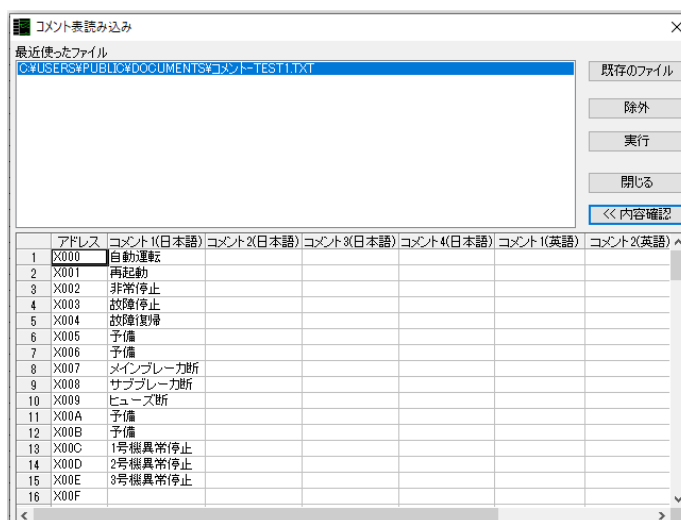 コメント表読み込み
最近使ったファイル
C:¥USERS¥PUBLIC¥DOCUMENTS¥コメント-TEST1.TXT
既存のファイル
除外
実行
閉じる
<< 内容確認
アドレス コメント1(日本語) コメント2(日本語) コメント3(日本語) コメント4(日本語) コメント1(英語) コメント2(英語)
1 X000 自動運転
2 X001 再起動
3 X002 非常停止
4 X003 故障停止
5 X004 故障復帰
6 X005 予備
7 X006 予備
8 X007 メインブレーカ断
9 X008 サブブレーカ断
10 X009 ヒューズ断
11 X00A 予備
12 X00B 予備
13 X00C 1号機異常停止
14 X00D 2号機異常停止
15 X00E 3号機異常停止
16 X00F